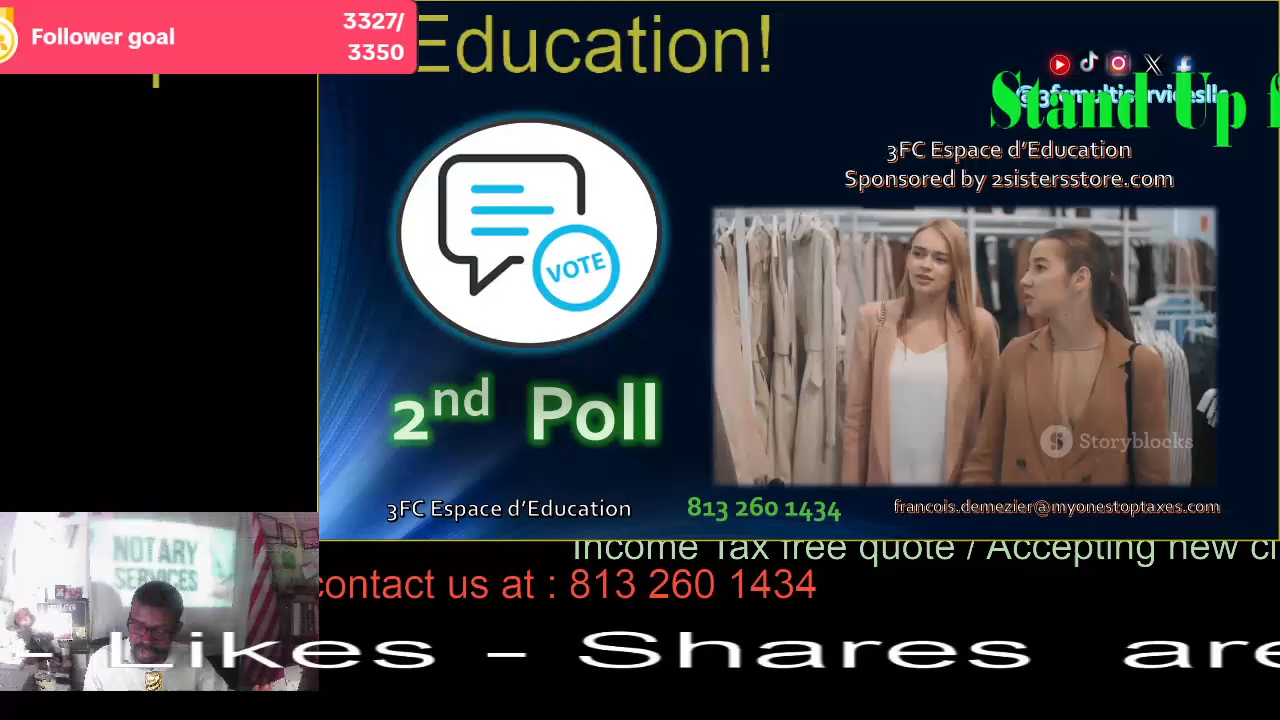 Follower goal
3327/
3350
Education!
@3fcmultiservicesllc
Stand Up f
3FC Espace d'Education
Sponsored by 2sistersstore.com
VOTE
2nd Poll
Storyblocks
3FC Espace d'Education
813 260 1434
francois.demezier@myonestoptaxes.com
Income Tax free quote / Accepting new cl
contact us at : 813 260 1434
NOTARY
SERVICES
- Likes - Shares are